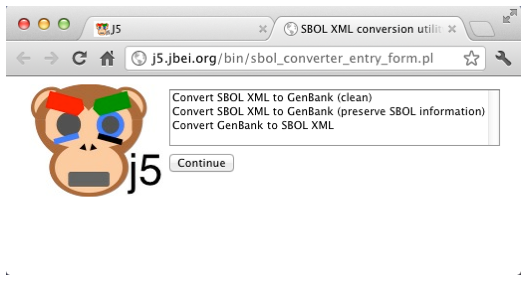 J5
SBOL XML conversion utilit
j5.jbei.org/bin/sbol_converter_entry_form.pl
Convert SBOL XML to GenBank (clean)
Convert SBOL XML to GenBank (preserve SBOL information)
Convert GenBank to SBOL XML
j5
Continue